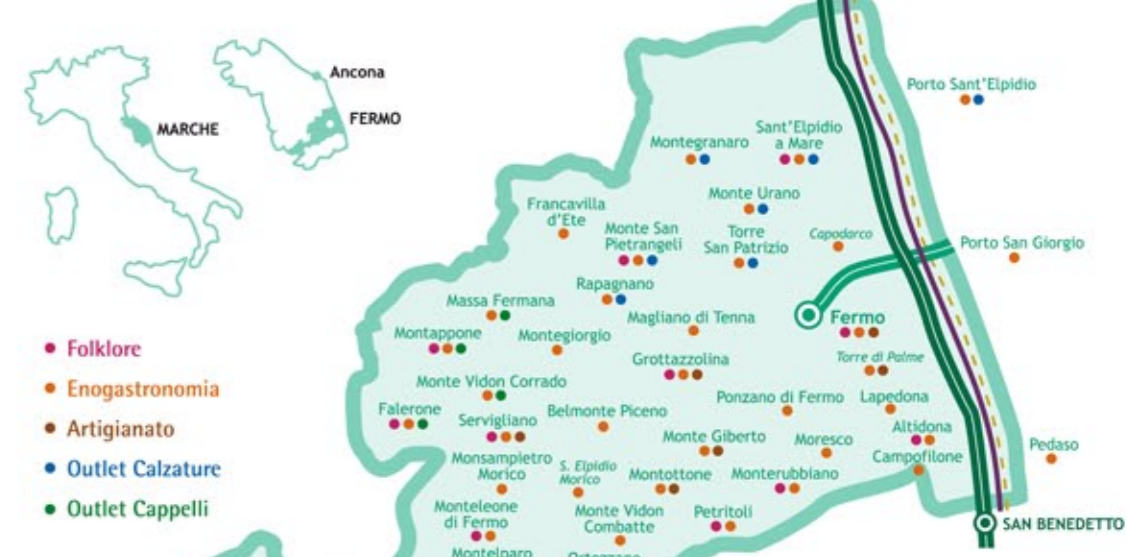 Ancona
MARCHE
FERMO
Porto Sant'Elpidio
Montegranaro
Sant'Elpidio
a Mare
Monte Urano
Francavilla
d'Ete
Monte San
Pietrangeli
Torre
San Patrizio
Capodarco
Porto San Giorgio
Rapagnano
Massa Fermana
Magliano di Tenna
Fermo
Montappone
Montegiorgio
Grottazzolina
Torre di Palme
Monte Vidon Corrado
Ponzano di Fermo
Lapedona
Falerone
Servigliano
Belmonte Piceno
Altidona
Monte Giberto
Moresco
Campofilone
Pedaso
Monsampietro
Morico
S. Elpidio
Morico
Montottone
Monterubbiano
Monteleone
di Fermo
Monte Vidon
Combatte
Petritoli
SAN BENEDETTO
Montelparo
Ortezzano
Folklore
Enogastronomia
Artigianato
Outlet Calzature
Outlet Cappelli